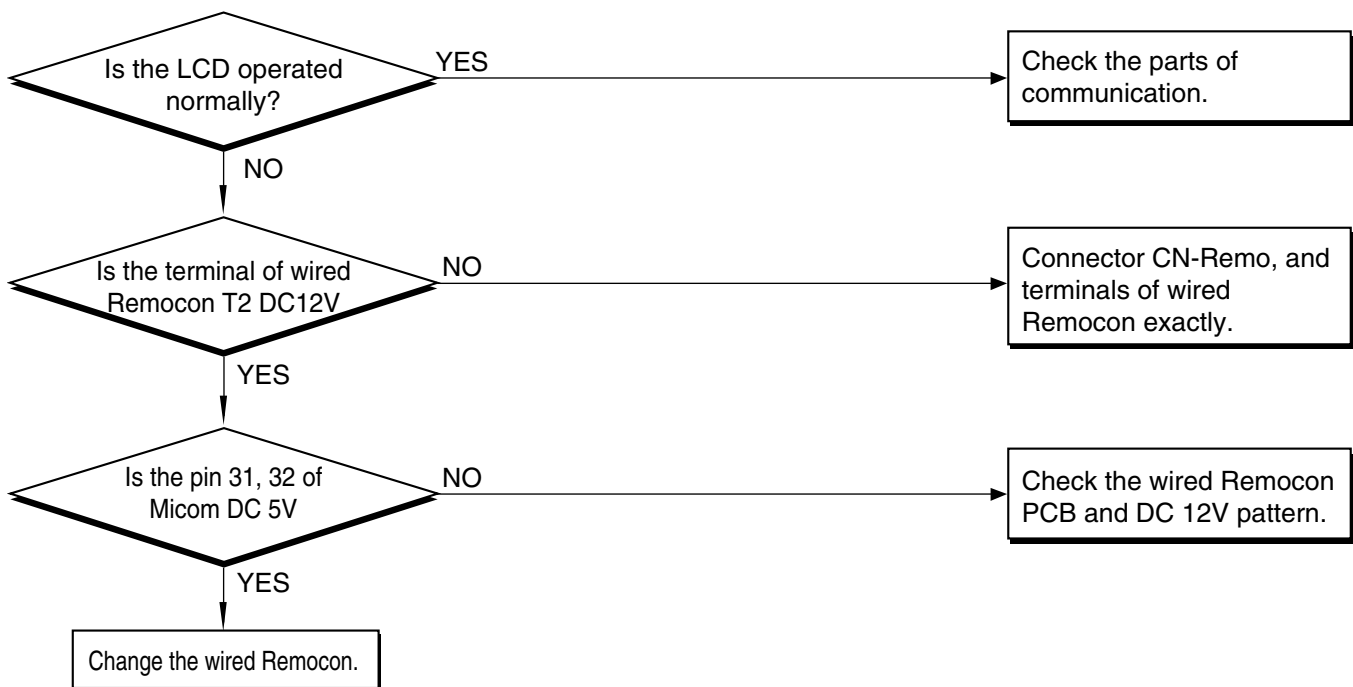 Is the LCD operated
normally?
YES
Check the parts of
communication.
NO
Is the terminal of wired
Remocon T2 DC12V
NO
Connector CN-Remo, and
terminals of wired
Remocon exactly.
YES
Is the pin 31, 32 of
Micom DC 5V
NO
Check the wired Remocon
PCB and DC 12V pattern.
YES
Change the wired Remocon.